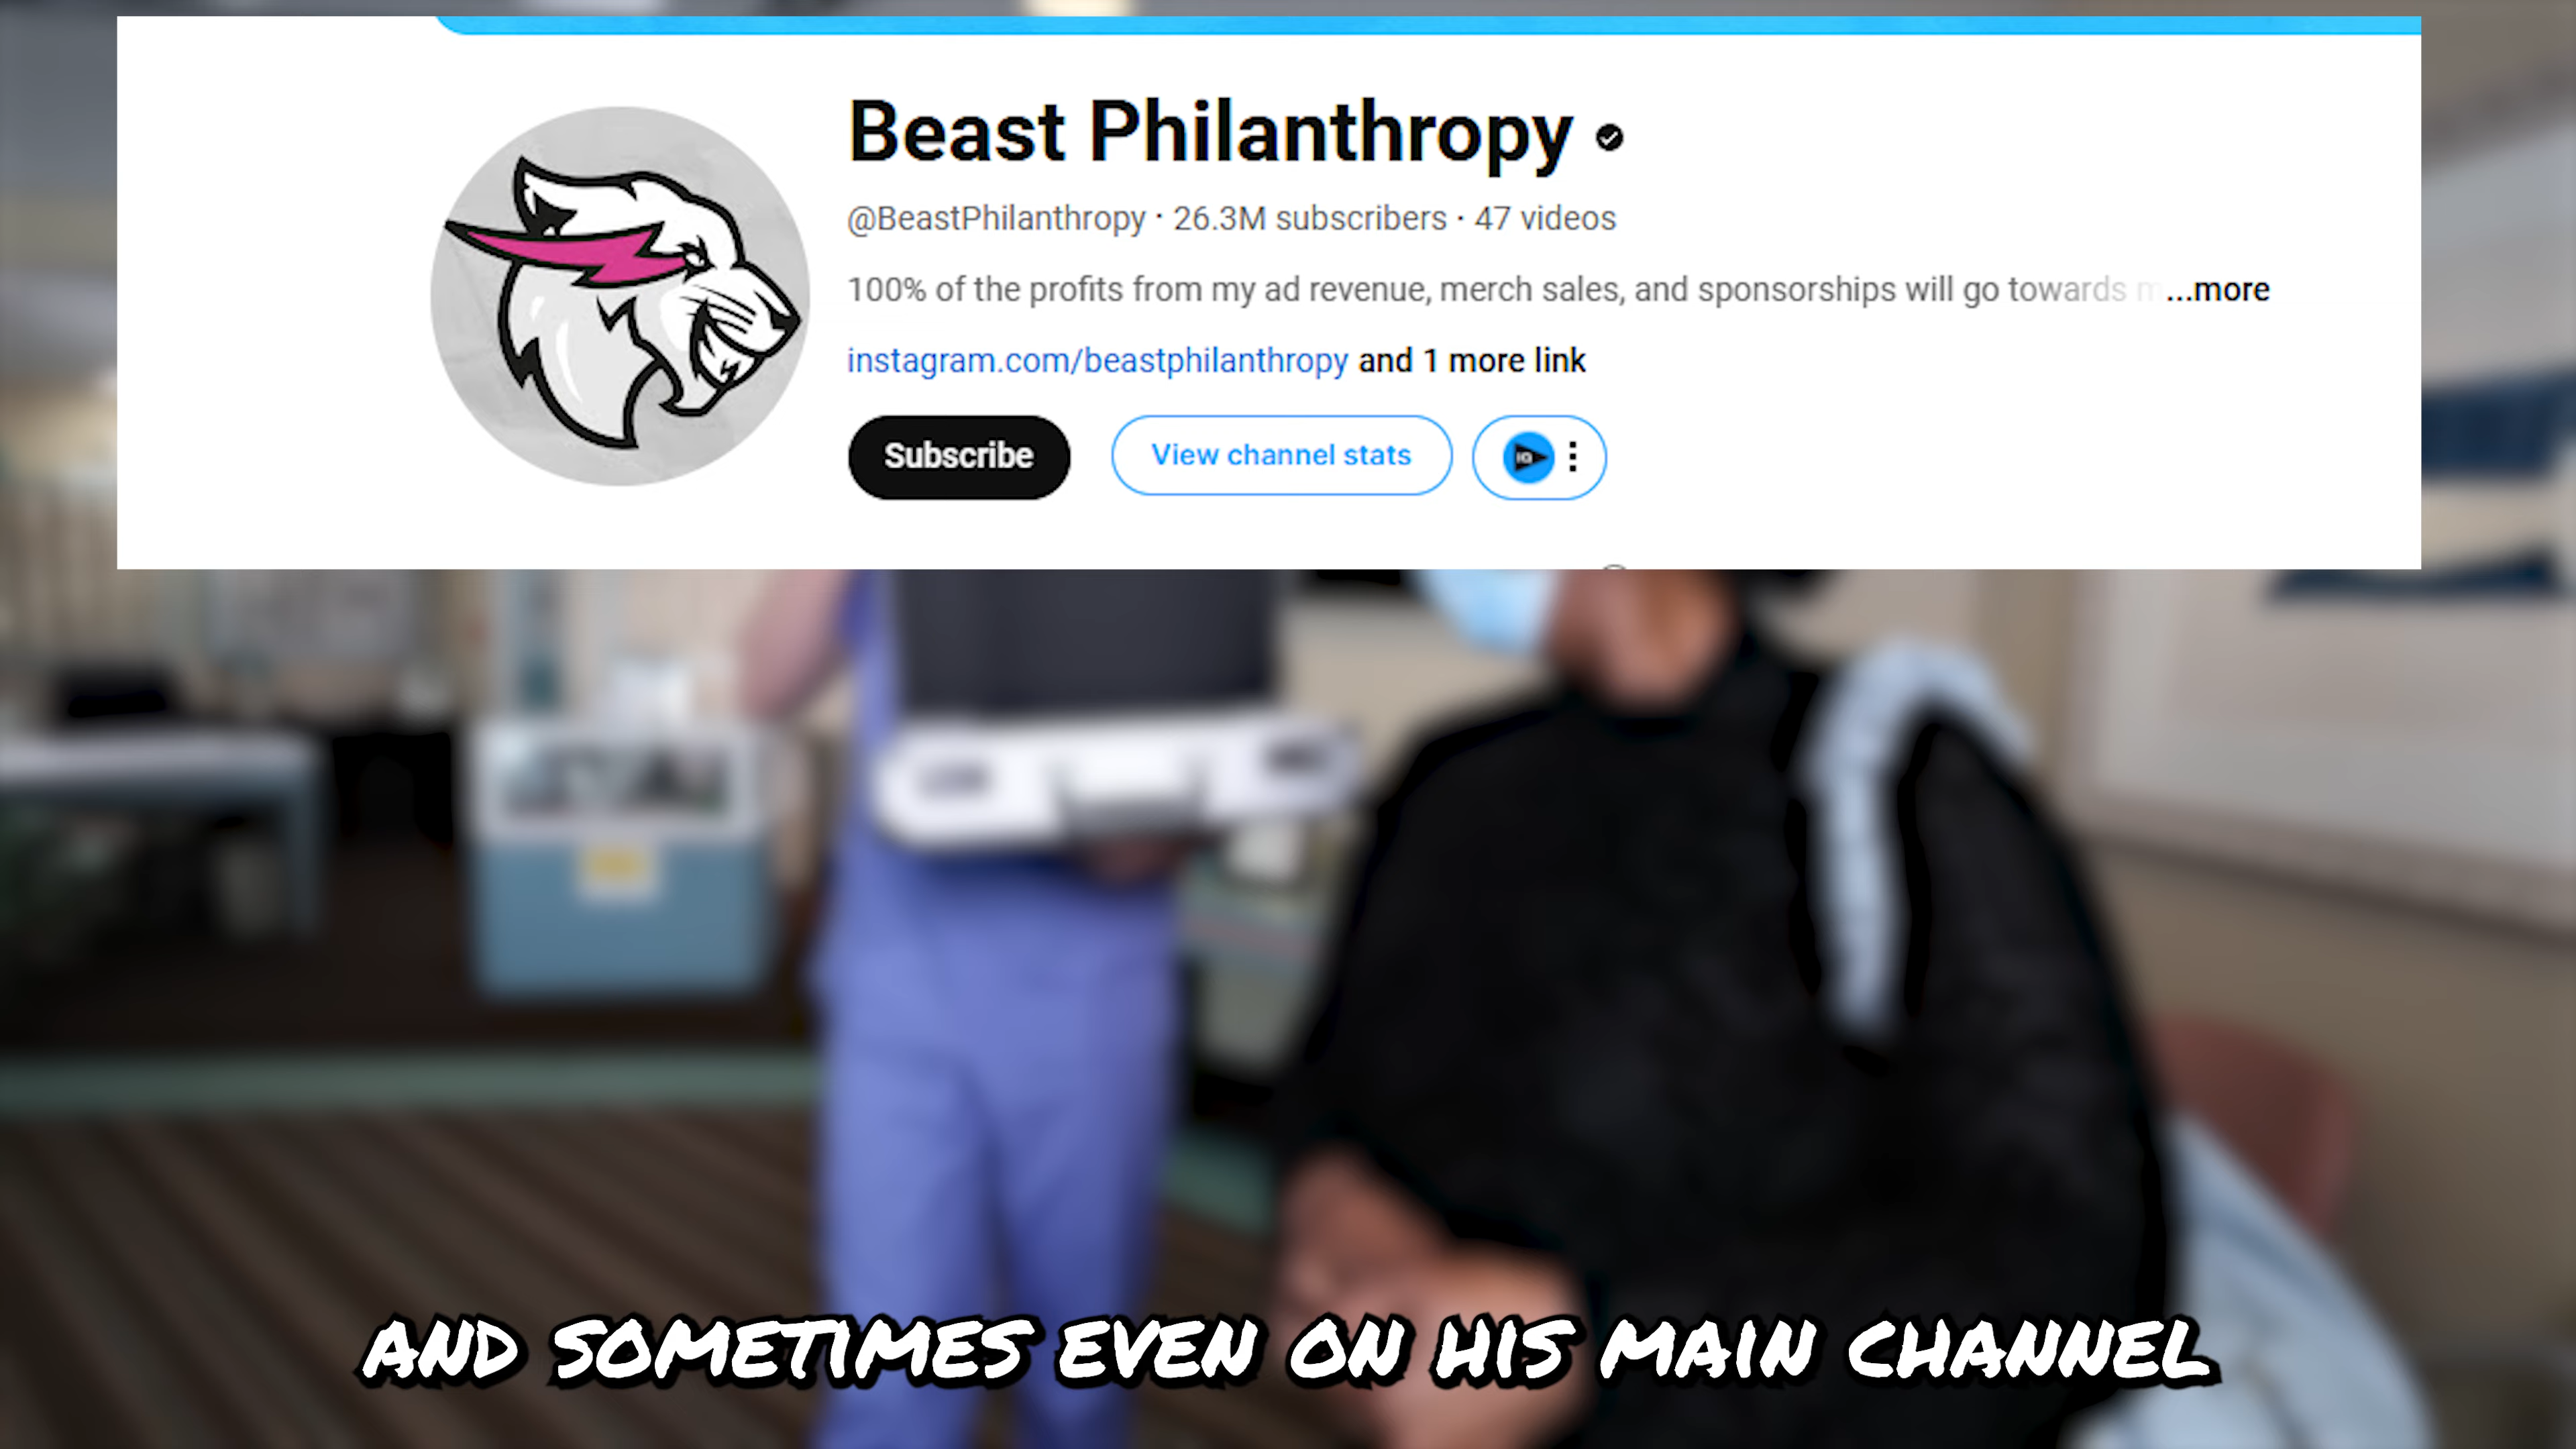 Beast Philanthropy
@BeastPhilanthropy · 26.3M subscribers · 47 videos
100% of the profits from my ad revenue, merch sales, and sponsorships will go towards m...more
instagram.com/beastphilanthropy and 1 more link
Subscribe
View channel stats
IQ
AND SOMETIMES EVEN ON HIS MAIN CHANNEL